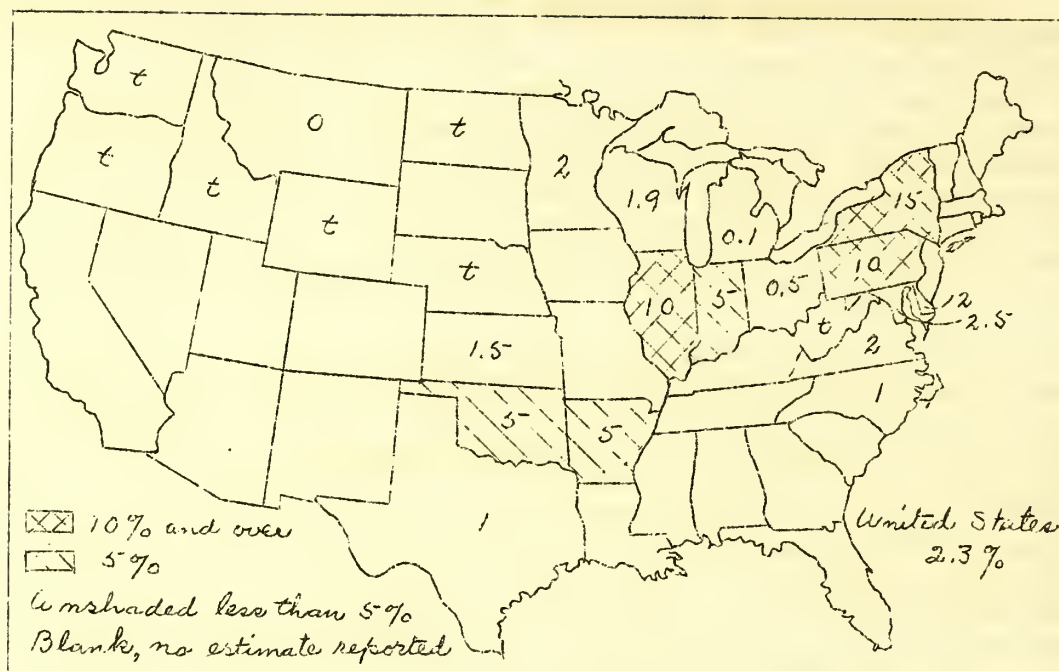 t
t
t
0
t
t
t
2
1.9
0.1
10
5
0.5
15
10
12
2.5
t
2
1
1.5
5
5
1
10% and over
5%
Unshaded less than 5%
Blank, no estimate reported
United States
2.3%